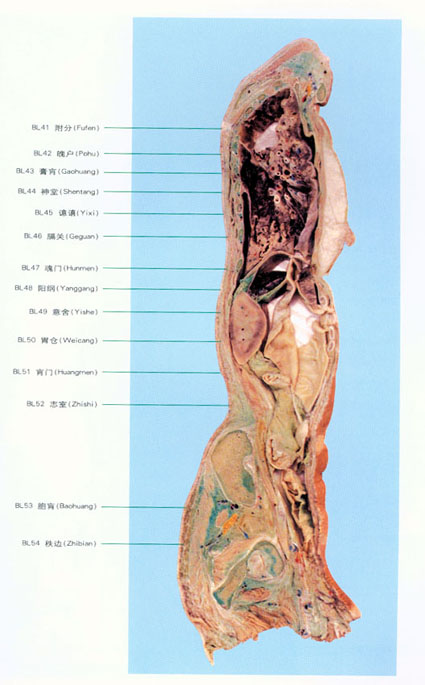 BL41 附分(Fufen)
BL42 魄户(Pohu)
BL43 膏肓(Gaohuang)
BL44 神堂(Shentang)
BL45 譩譆(Yixi)
BL46 膈关(Geguan)
BL47 魂门(Hunmen)
BL48 阳纲(Yanggang)
BL49 意舍(Yishe)
BL50 胃仓(Weicang)
BL51 肓门(Huangmen)
BL52 志室(Zhishi)
BL53 胞肓(Baohuang)
BL54 秩边(Zhibian)